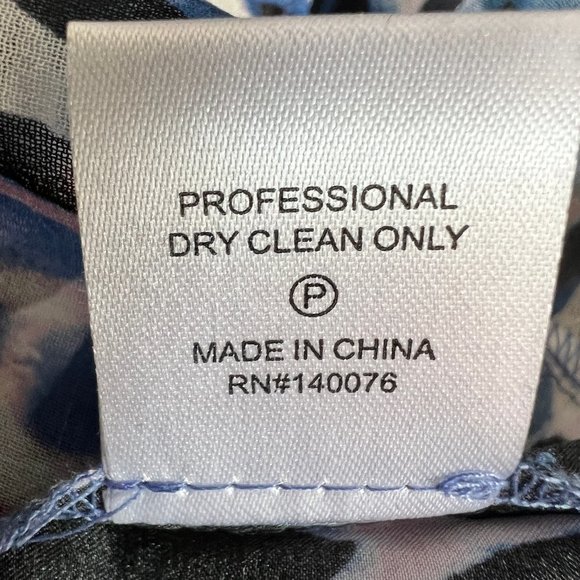 PROFESSIONAL
DRY CLEAN ONLY
P
MADE IN CHINA
RN#140076